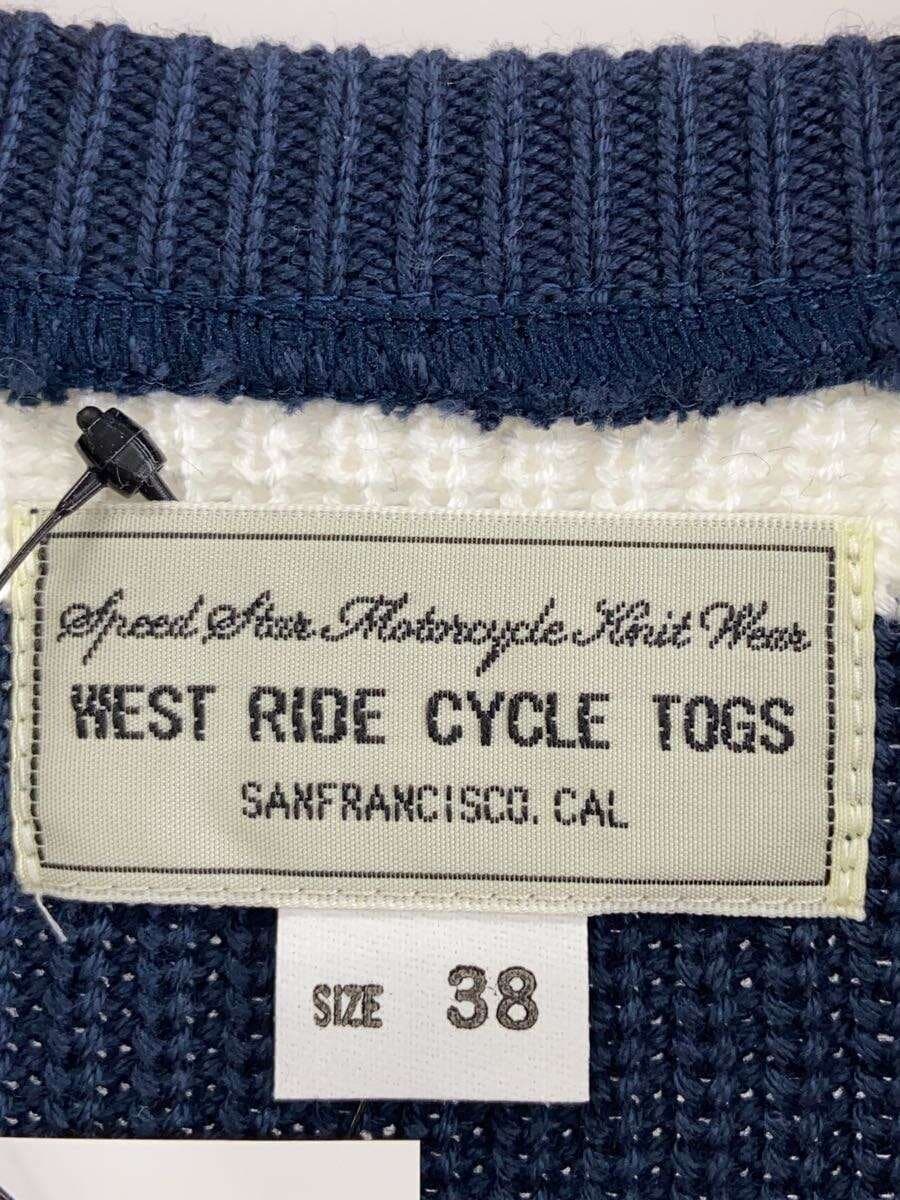 Speed Star Motorcycle Knit Wear
WEST RIDE CYCLE TOGS
SANFRANCISCO. CAL
SIZE 38